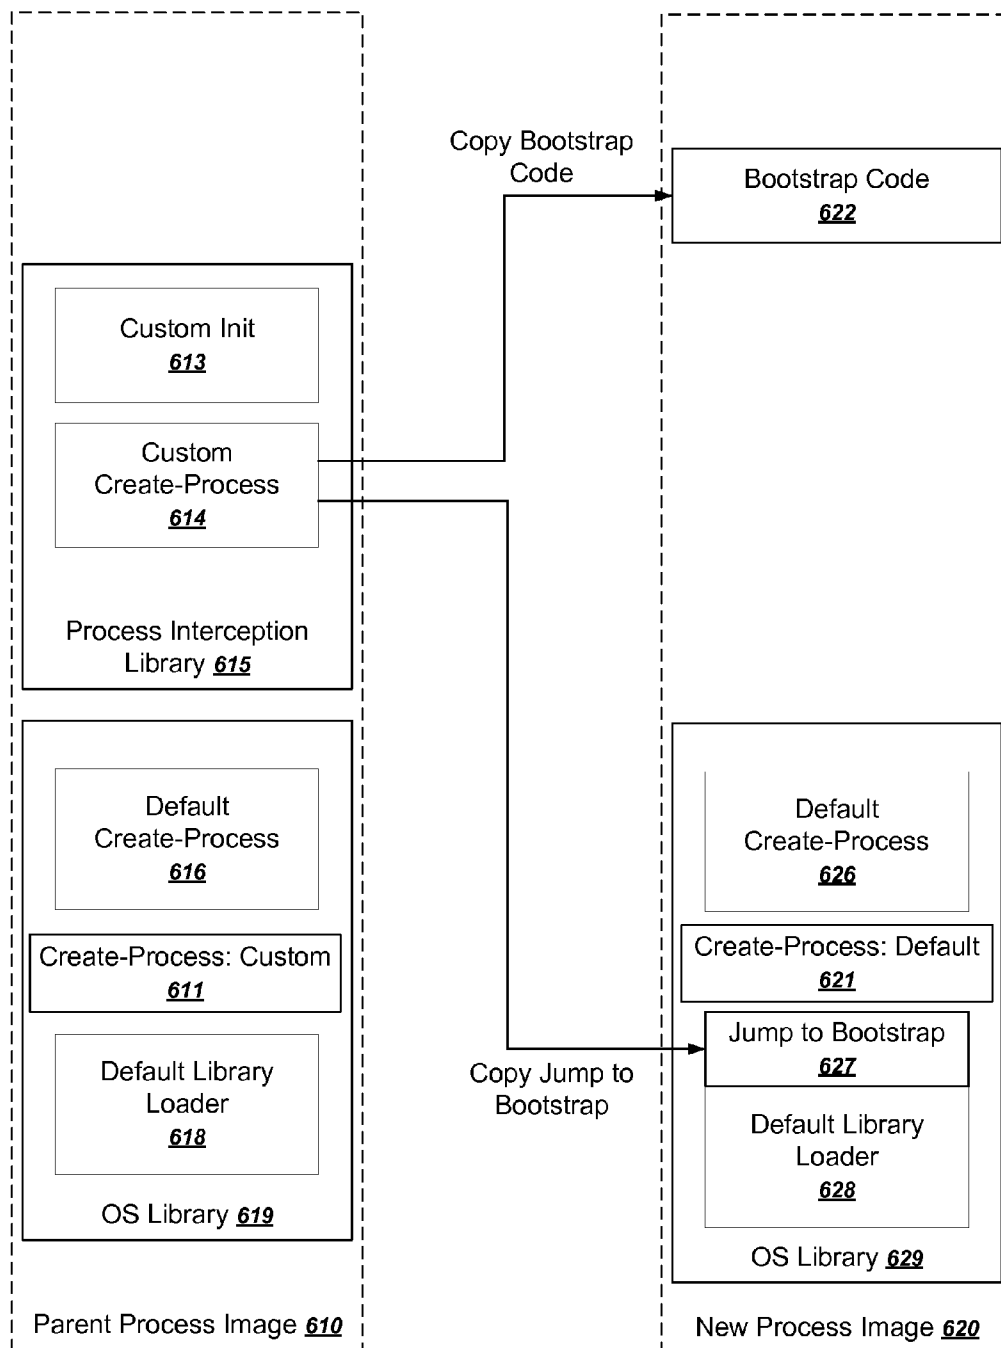 Copy Bootstrap
Code
Bootstrap Code
622
Custom Init
613
Custom
Create-Process
614
Process Interception
Library 615
Default
Create-Process
616
Create-Process: Custom
611
Default Library
Loader
618
OS Library 619
Parent Process Image 610
Copy Jump to
Bootstrap
Default
Create-Process
626
Create-Process: Default
621
Jump to Bootstrap
627
Default Library
Loader
628
OS Library 629
New Process Image 620